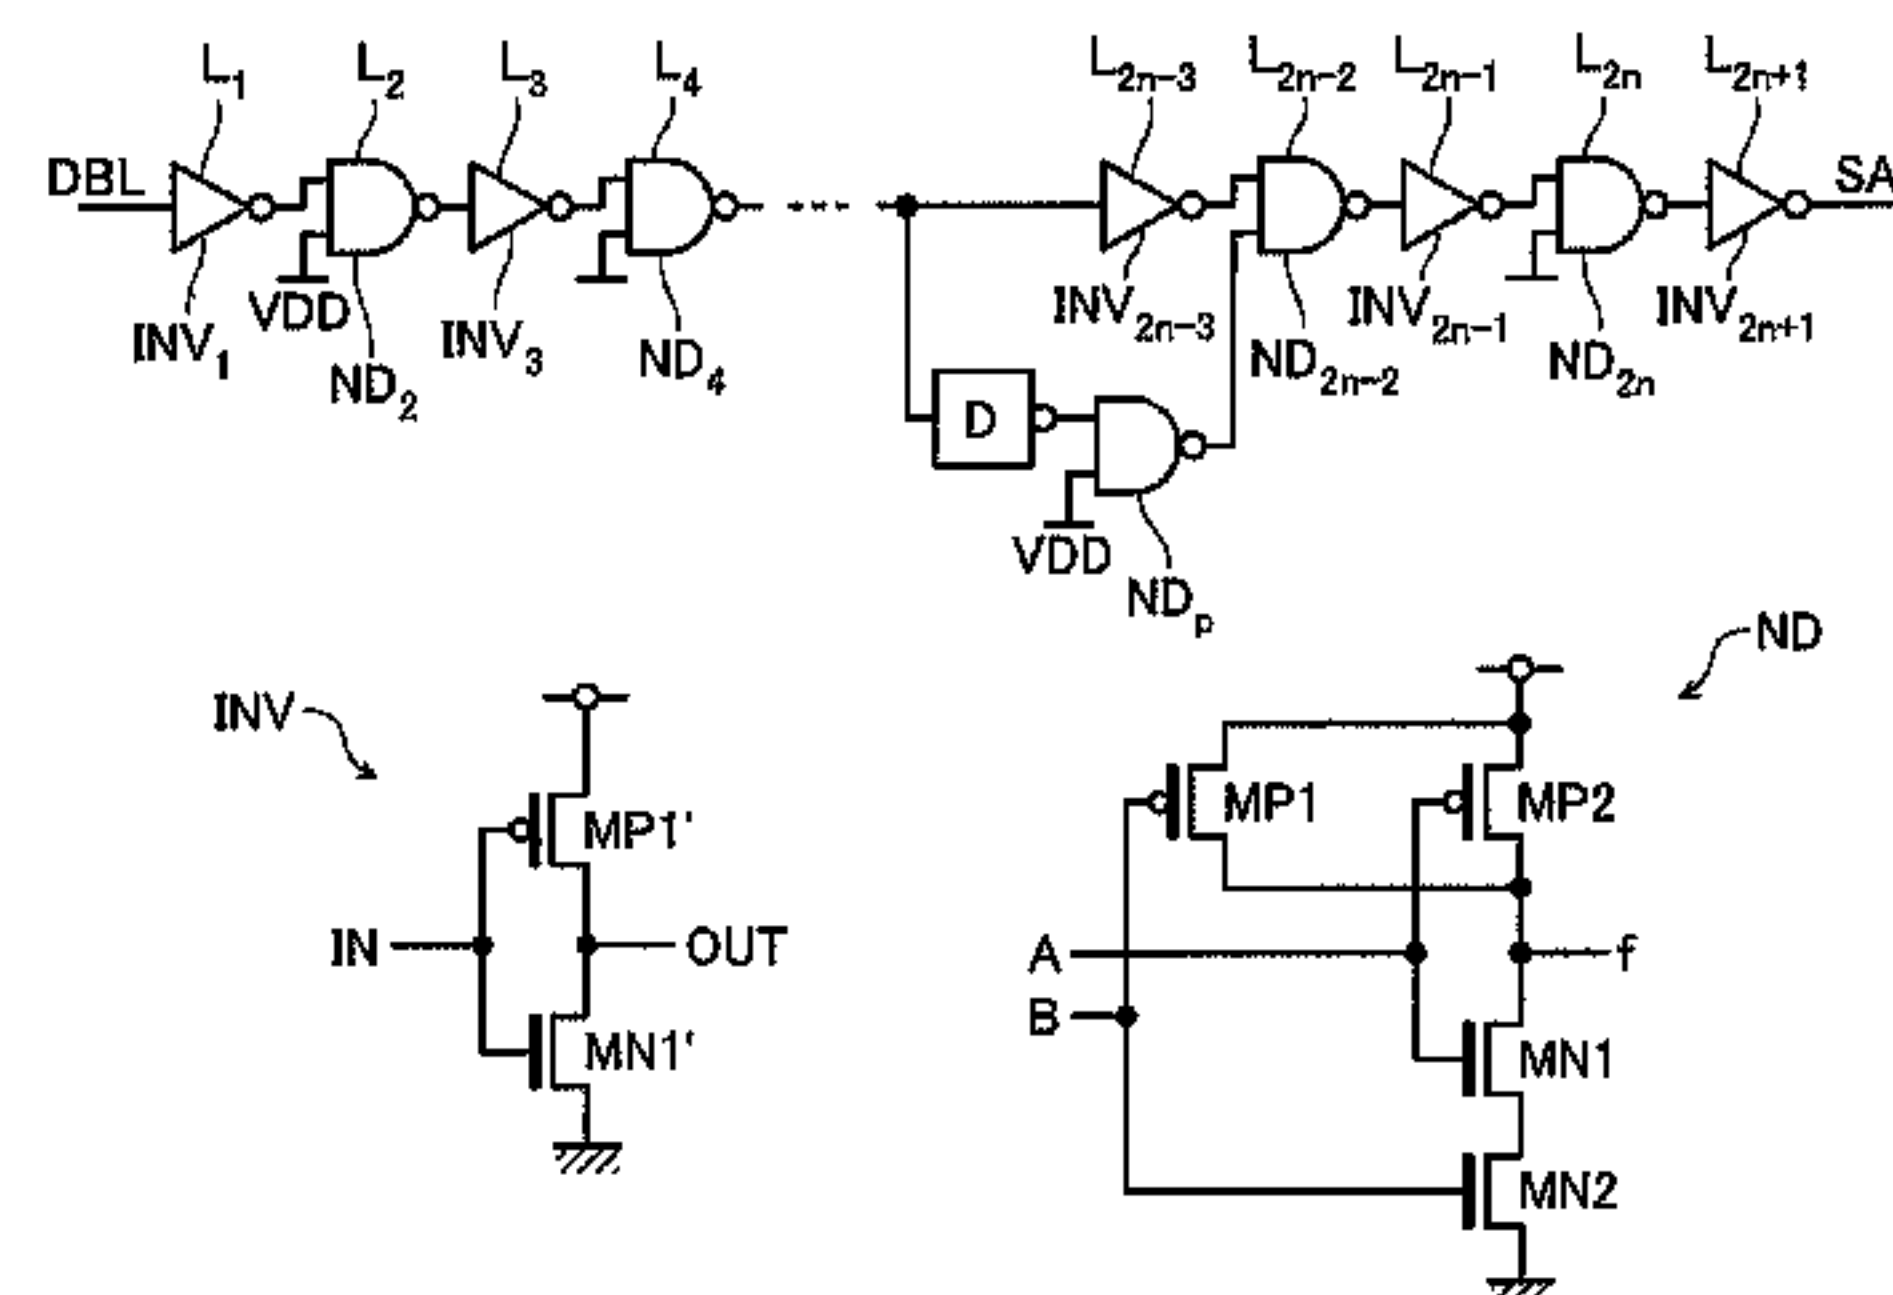 L1 L2 L3 L4 L2n-3 L2n-2 L2n-1 L2n L2n+1
DBL SA
VDD
INV1 ND2 INV3 ND4 INV2n-3 ND2n-2 INV2n-1 ND2n INV2n+1
D
VDD
NDp
INV
MP1'
IN OUT
MN1'
ND
MP1 MP2
A f
B
MN1
MN2